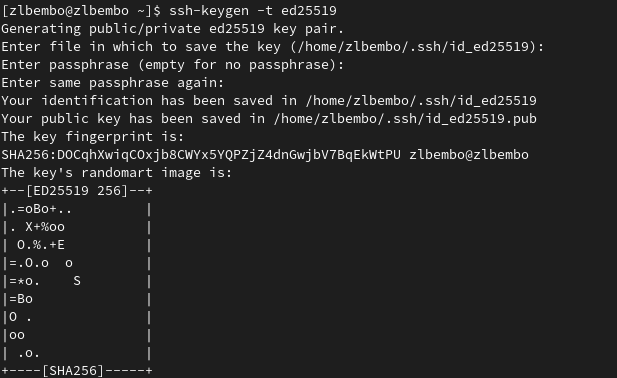 [zlbembo@zlbembo ~]$ ssh-keygen -t ed25519
Generating public/private ed25519 key pair.
Enter file in which to save the key (/home/zlbembo/.ssh/id_ed25519):
Enter passphrase (empty for no passphrase):
Enter same passphrase again:
Your identification has been saved in /home/zlbembo/.ssh/id_ed25519
Your public key has been saved in /home/zlbembo/.ssh/id_ed25519.pub
The key fingerprint is:
SHA256:DOCqhXwiqCOxjb8CWYx5YQPZjZ4dnGwjbV7BqEkWtPU zlbembo@zlbembo
The key's randomart image is:
+--[ED25519 256]--+
|.=oBo+..         |
|. X+%oo          |
| O.%.+E          |
|=.O.o  o         |
|=*o.    S        |
|=Bo              |
|O .              |
|oo               |
| .o.             |
+----[SHA256]-----+